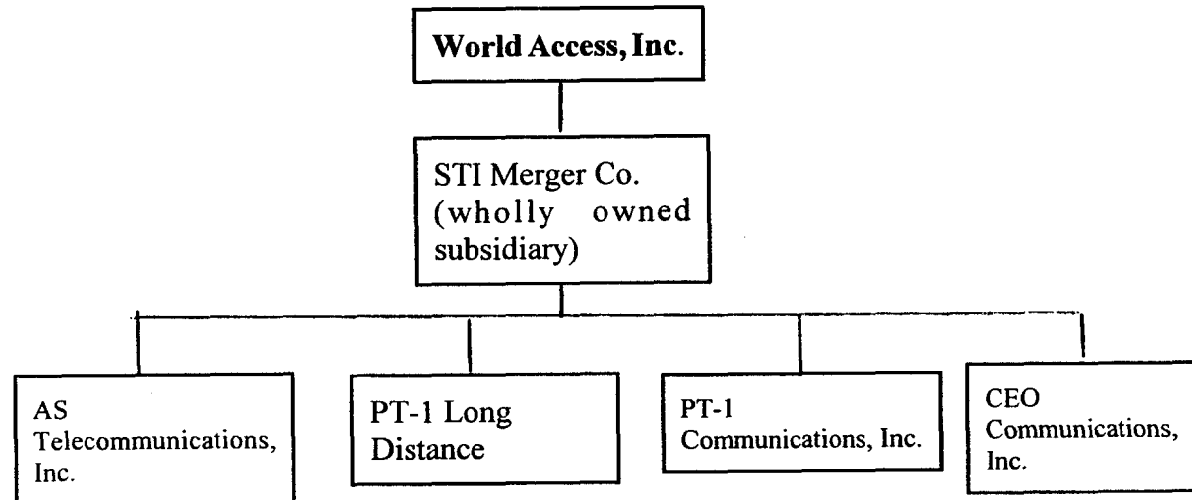 World Access, Inc.
STI Merger Co.
(wholly owned
subsidiary)
AS
Telecommunications,
Inc.
PT-1 Long
Distance
PT-1
Communications, Inc.
CEO
Communications,
Inc.